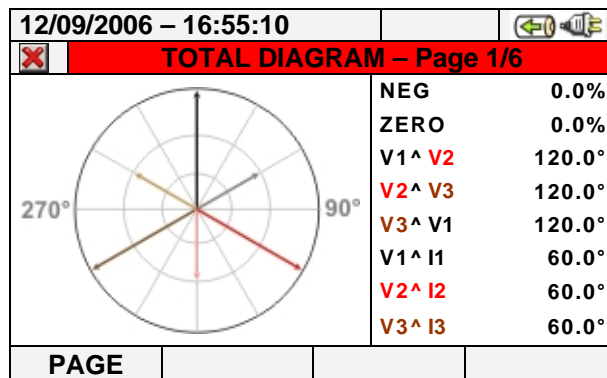 12/09/2006 – 16:55:10
TOTAL DIAGRAM – Page 1/6
NEG 0.0%
ZERO 0.0%
V1^ V2 120.0°
V2^ V3 120.0°
V3^ V1 120.0°
V1^ I1 60.0°
V2^ I2 60.0°
V3^ I3 60.0°
270° 90°
PAGE